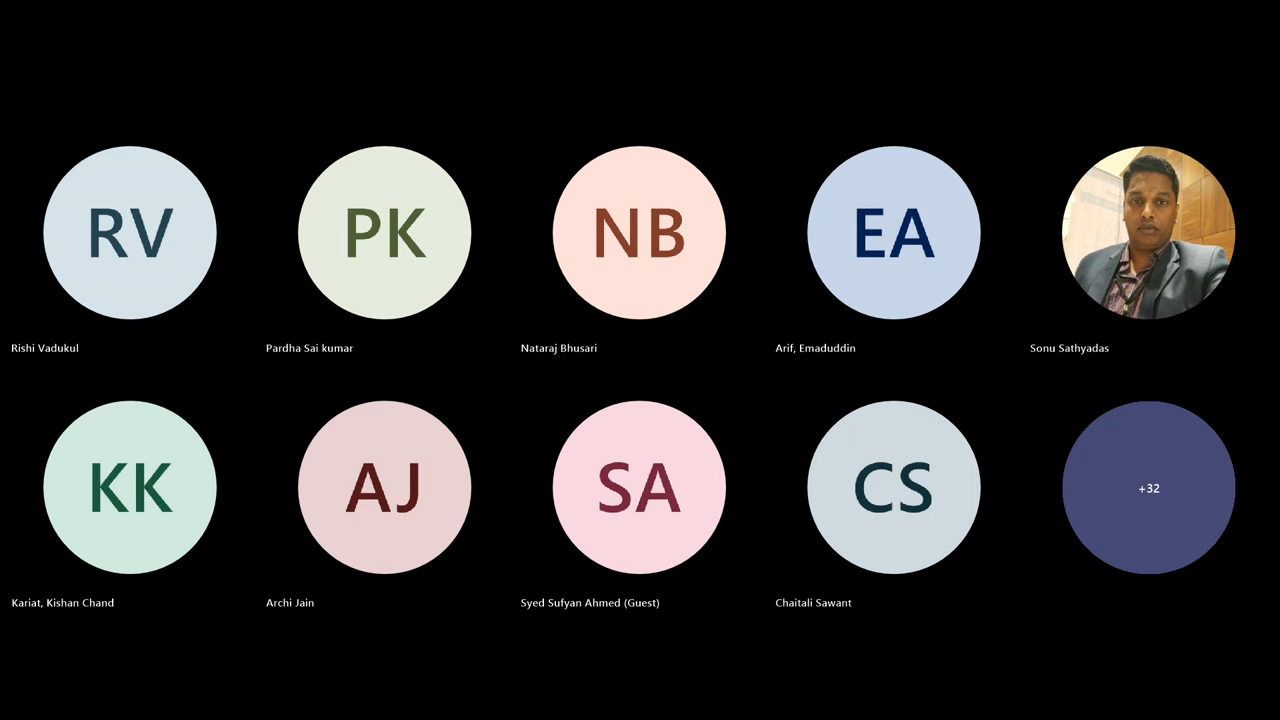 RV
PK
NB
EA
Rishi Vadukul
Pardha Sai kumar
Nataraj Bhusari
Arif, Emaduddin
Sonu Sathyadas
KK
AJ
SA
CS
+32
Kariat, Kishan Chand
Archi Jain
Syed Sufyan Ahmed (Guest)
Chaitali Sawant